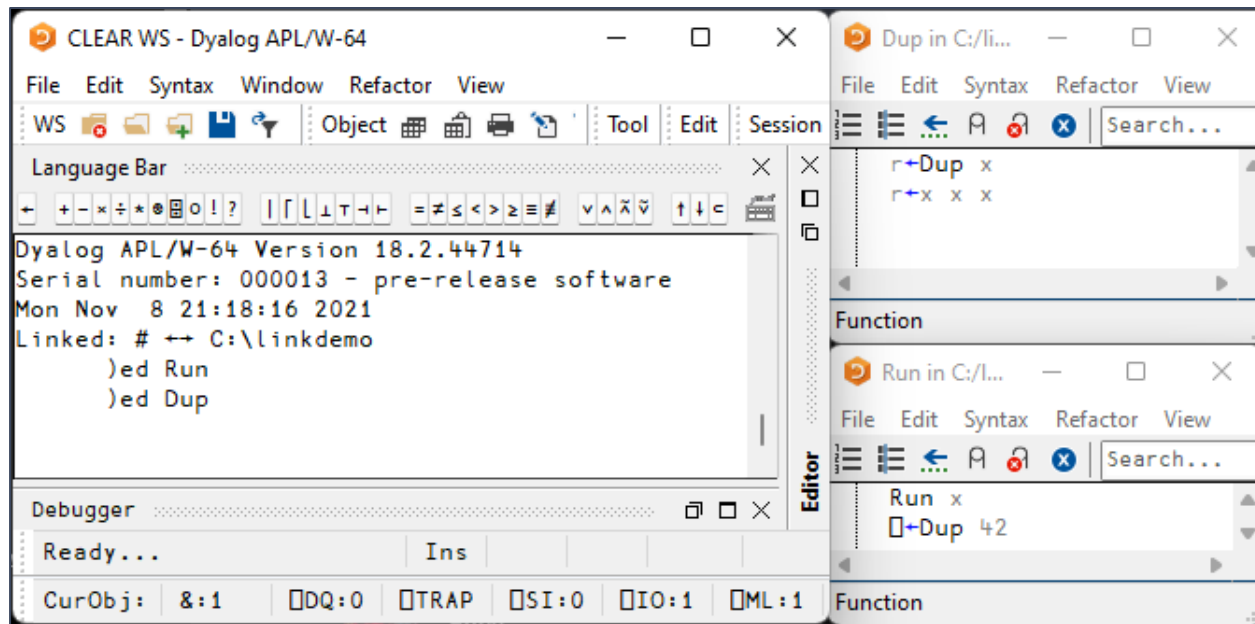 CLEAR WS - Dyalog APL/W-64
File Edit Syntax Window Refactor View
WS Object Tool Edit Session
Language Bar
← + - × ÷ * ⍟ ⌹ ○ ! ? | ⌈ ⌊ ⊥ ⊤ ⊣ ⊢ = ≠ ≤ < > ≥ ≡ ≢ ∨ ∧ ⍲ ⍱ ↑ ↓ ⊂
Dyalog APL/W-64 Version 18.2.44714
Serial number: 000013 - pre-release software
Mon Nov  8 21:18:16 2021
Linked: # ←→ C:\linkdemo
      )ed Run
      )ed Dup
Editor
Debugger
Ready... Ins
CurObj: &:1 ⎕DQ:0 ⎕TRAP ⎕SI:0 ⎕IO:1 ⎕ML:1
Dup in C:/li...
File Edit Syntax Refactor View
Search...
r←Dup x
r←x x x
Function
Run in C:/l...
File Edit Syntax Refactor View
Search...
Run x
⎕←Dup 42
Function